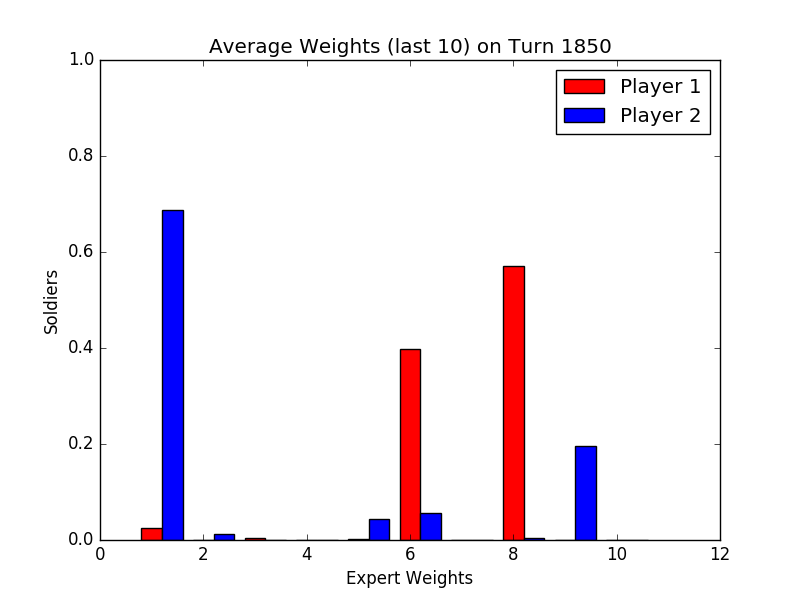 Average Weights (last 10) on Turn 1850
1.0
0.8
0.6
0.4
0.2
0.0
Soldiers
Player 1
Player 2
0 2 4 6 8 10 12
Expert Weights